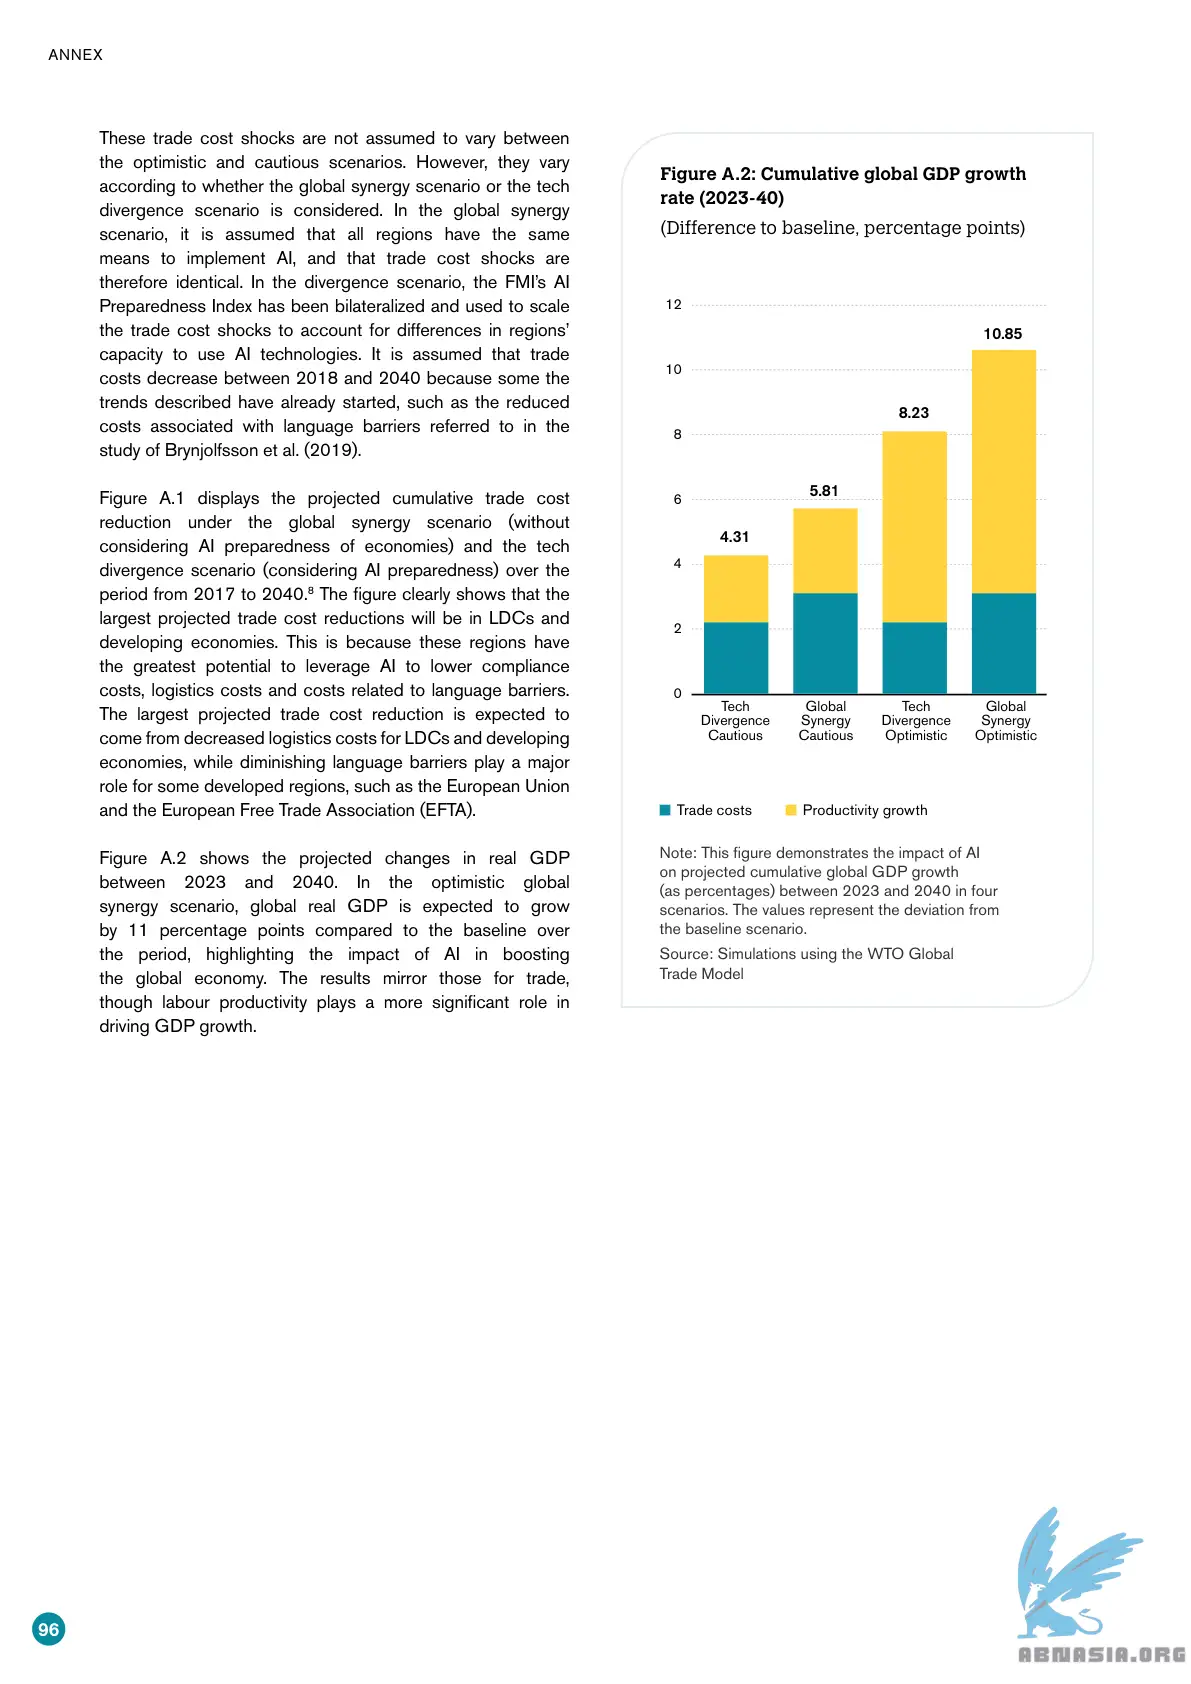 ANNEX
These trade cost shocks are not assumed to vary between
the optimistic and cautious scenarios. However, they vary
according to whether the global synergy scenario or the tech
divergence scenario is considered. In the global synergy
scenario, it is assumed that all regions have the same
means to implement AI, and that trade cost shocks are
therefore identical. In the divergence scenario, the FMI’s AI
Preparedness Index has been bilateralized and used to scale
the trade cost shocks to account for differences in regions’
capacity to use AI technologies. It is assumed that trade
costs decrease between 2018 and 2040 because some the
trends described have already started, such as the reduced
costs associated with language barriers referred to in the
study of Brynjolfsson et al. (2019).
Figure A.1 displays the projected cumulative trade cost
reduction under the global synergy scenario (without
considering AI preparedness of economies) and the tech
divergence scenario (considering AI preparedness) over the
period from 2017 to 2040.⁸ The figure clearly shows that the
largest projected trade cost reductions will be in LDCs and
developing economies. This is because these regions have
the greatest potential to leverage AI to lower compliance
costs, logistics costs and costs related to language barriers.
The largest projected trade cost reduction is expected to
come from decreased logistics costs for LDCs and developing
economies, while diminishing language barriers play a major
role for some developed regions, such as the European Union
and the European Free Trade Association (EFTA).
Figure A.2 shows the projected changes in real GDP
between 2023 and 2040. In the optimistic global
synergy scenario, global real GDP is expected to grow
by 11 percentage points compared to the baseline over
the period, highlighting the impact of AI in boosting
the global economy. The results mirror those for trade,
though labour productivity plays a more significant role in
driving GDP growth.
Figure A.2: Cumulative global GDP growth
rate (2023-40)
(Difference to baseline, percentage points)
12
10.85
10
8.23
8
5.81
6
4.31
4
2
0
Tech Divergence Cautious
Global Synergy Cautious
Tech Divergence Optimistic
Global Synergy Optimistic
Trade costs Productivity growth
Note: This figure demonstrates the impact of AI
on projected cumulative global GDP growth
(as percentages) between 2023 and 2040 in four
scenarios. The values represent the deviation from
the baseline scenario.
Source: Simulations using the WTO Global
Trade Model
96
ABNASIA.ORG